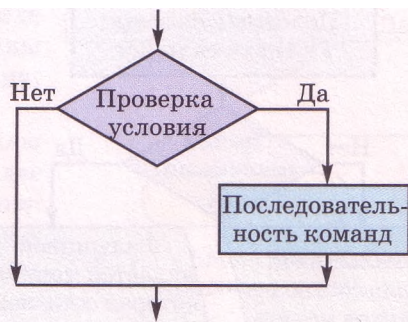 Нет
Проверка
условия
Да
Последователь-
ность команд